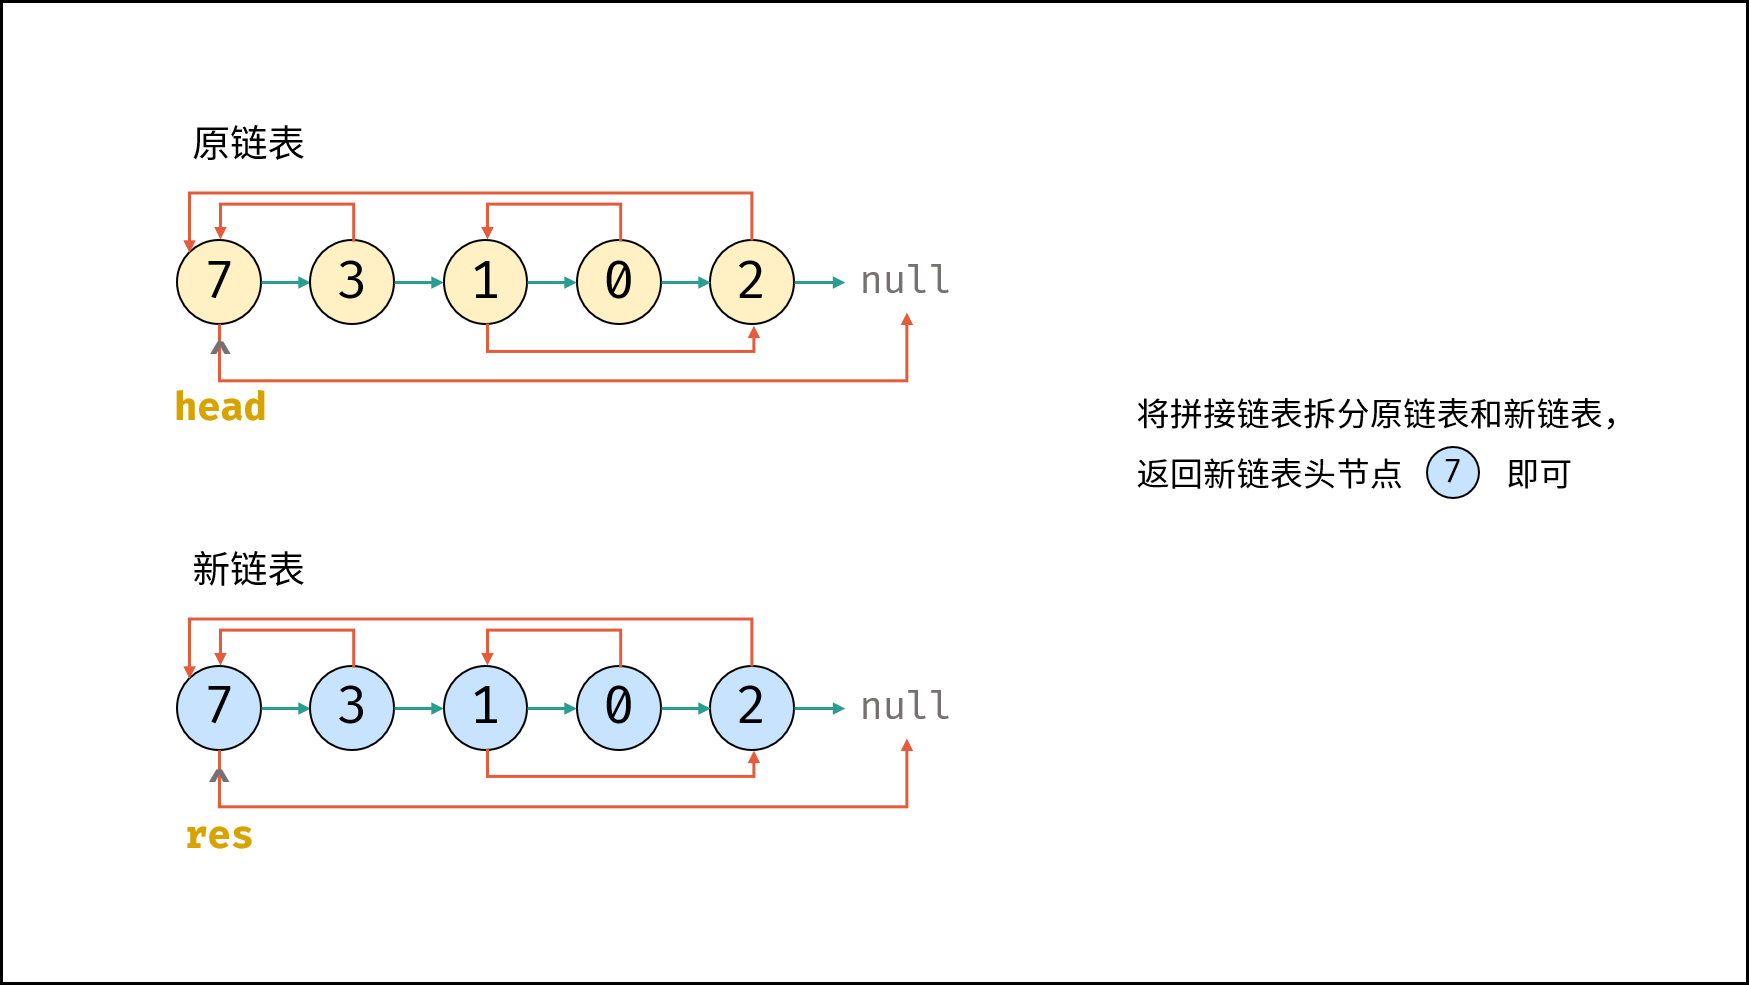 原链表
7 3 1 0 2 null
^
head
将拼接链表拆分原链表和新链表，
返回新链表头节点 7 即可
新链表
7 3 1 0 2 null
^
res